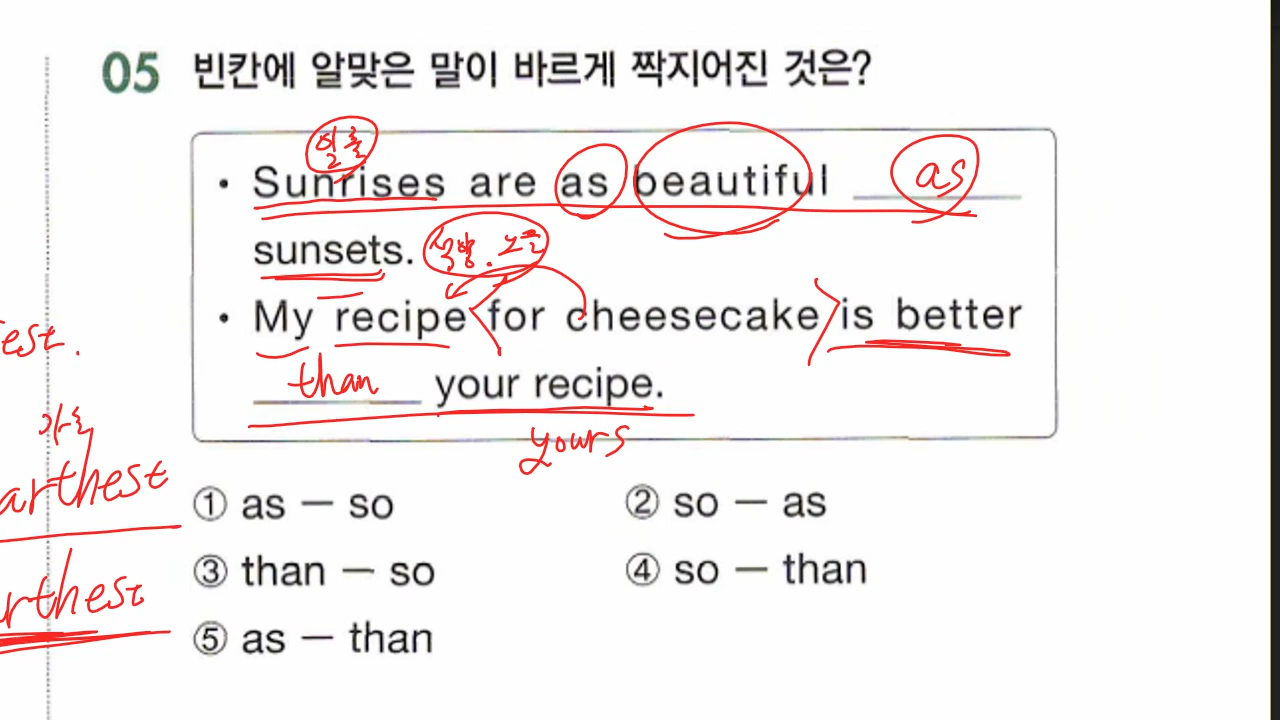 05 빈칸에 알맞은 말이 바르게 짝지어진 것은?
일출
• Sunrises are as beautiful as
sunsets. 석양. 노을
• My recipe for cheesecake is better
than your recipe.
yours
est.
arthest
rthest
① as – so ② so – as
③ than – so ④ so – than
⑤ as – than